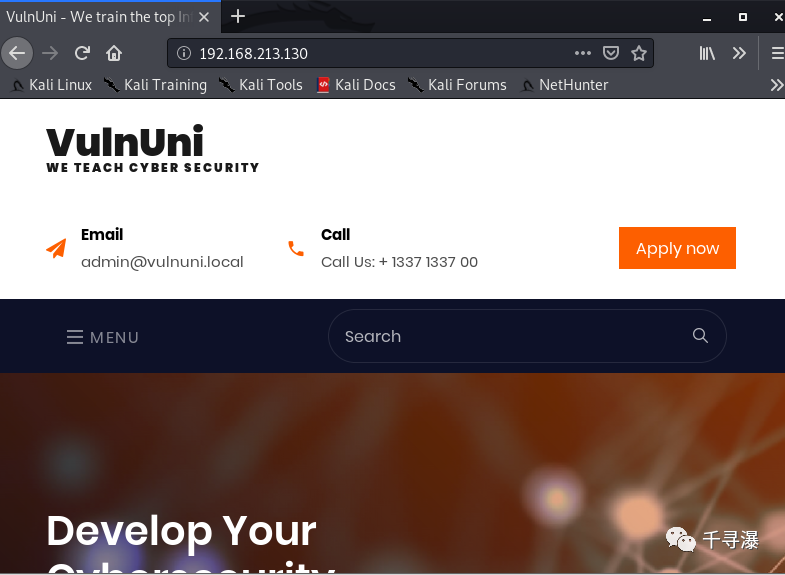 VulnUni - We train the top In
192.168.213.130
Kali Linux Kali Training Kali Tools Kali Docs Kali Forums NetHunter
VulnUni
WE TEACH CYBER SECURITY
Email
admin@vulnuni.local
Call
Call Us: + 1337 1337 00
Apply now
MENU
Search
Develop Your
Cybersecurity
千寻瀑